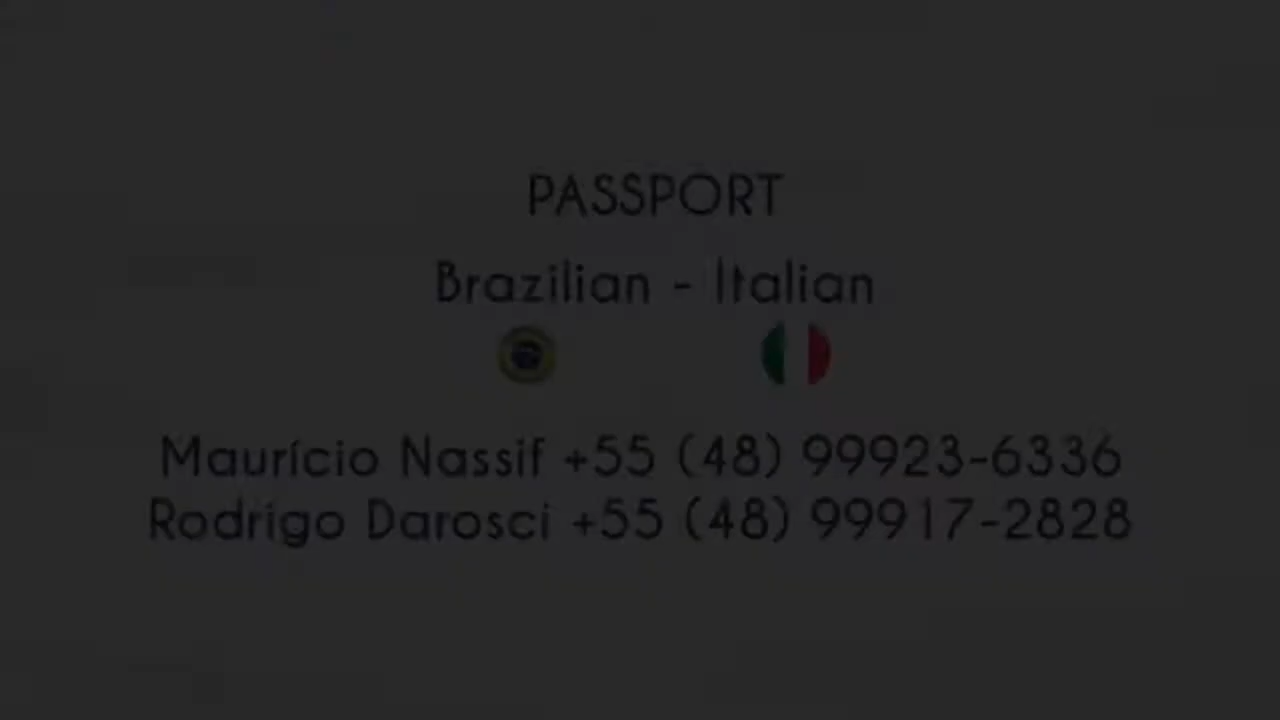 PASSPORT
Brazilian - Italian
Maurício Nassif +55 (48) 99923-6336
Rodrigo Darosci +55 (48) 99917-2828